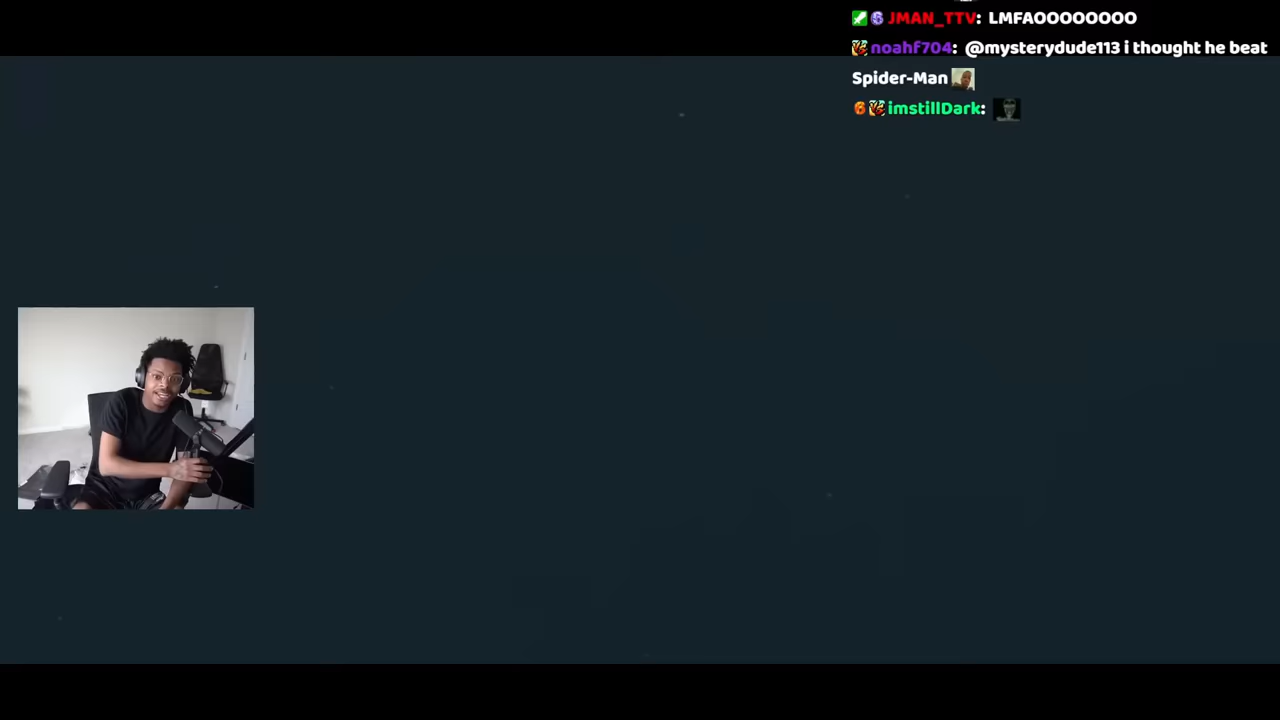 JMAN_TTV: LMFAOOOOOOOO
noahf704: @mysterydude113 i thought he beat
Spider-Man
imstillDark: